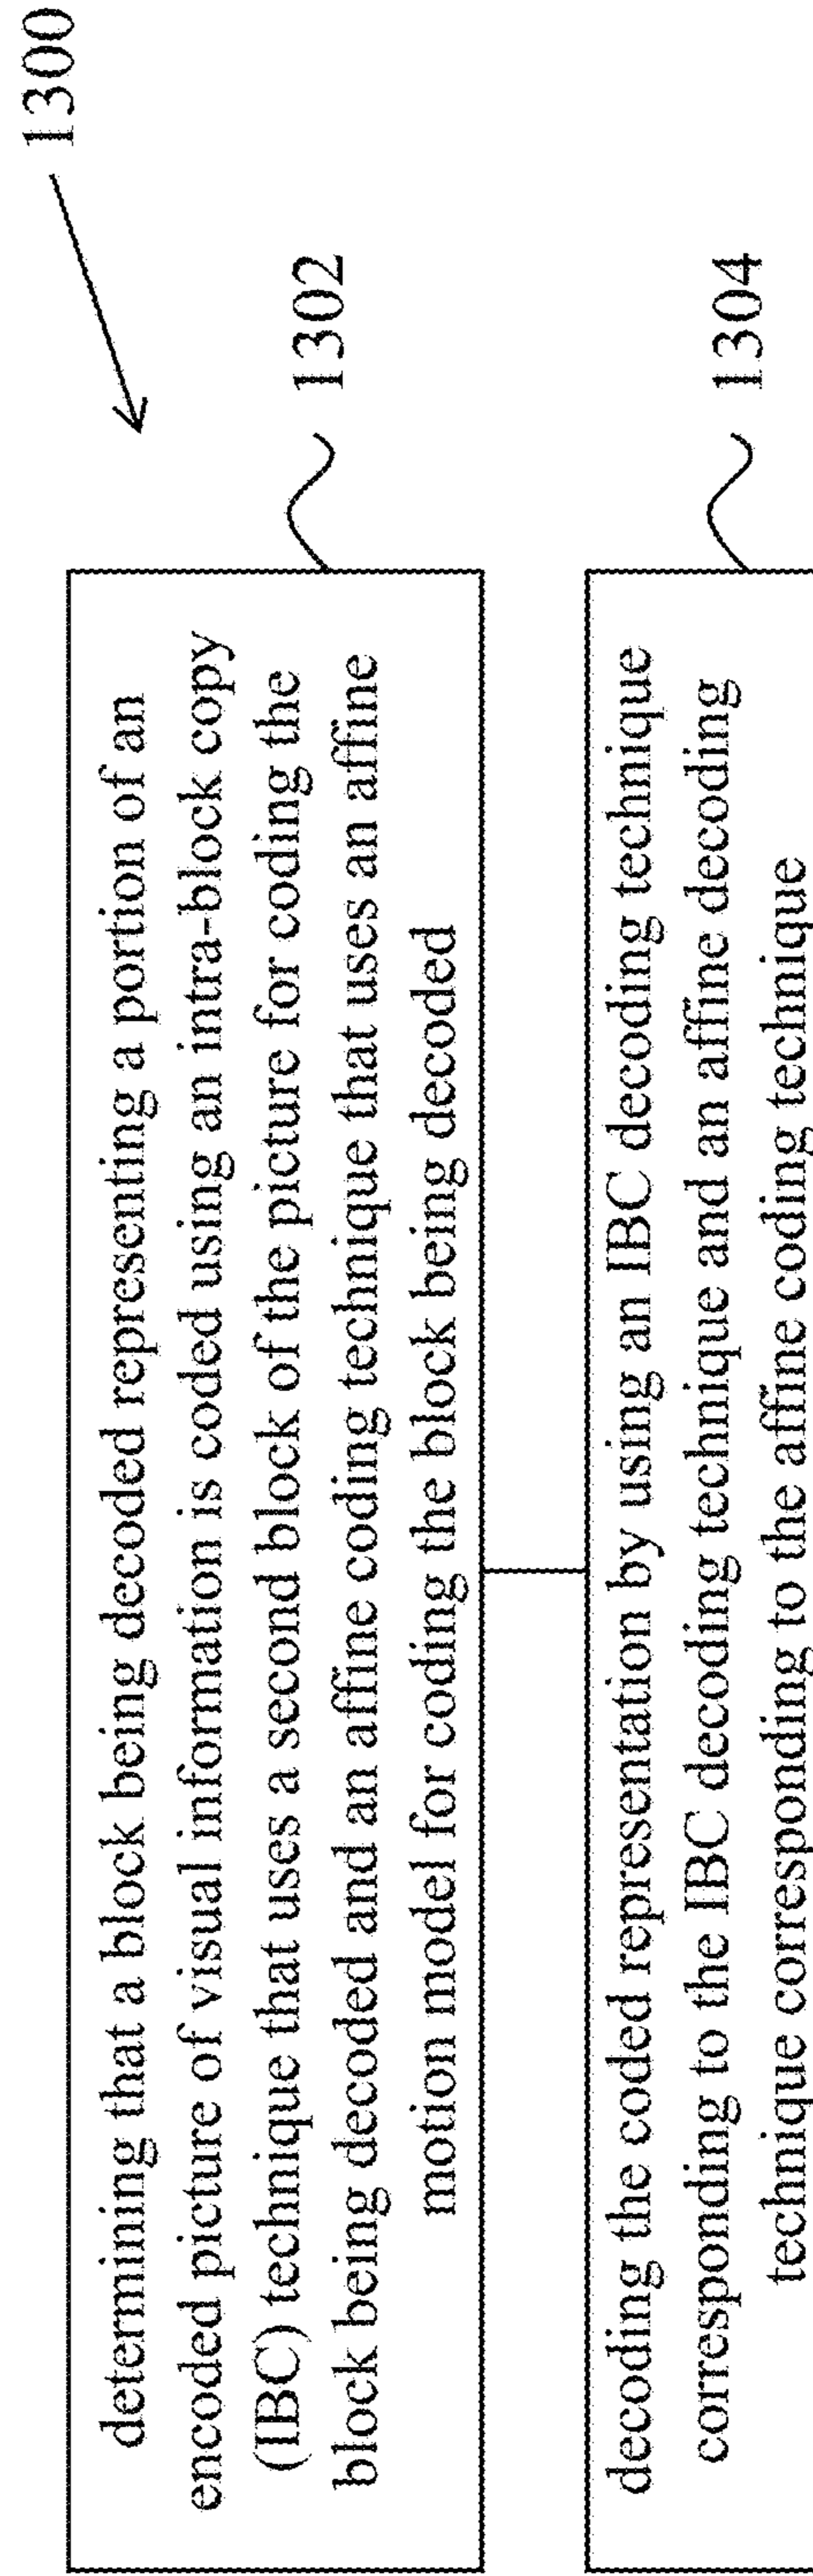 1300
determining that a block being decoded representing a portion of an
encoded picture of visual information is coded using an intra-block copy
(IBC) technique that uses a second block of the picture for coding the
block being decoded and an affine coding technique that uses an affine
motion model for coding the block being decoded
1302
decoding the coded representation by using an IBC decoding technique
corresponding to the IBC decoding technique and an affine decoding
technique corresponding to the affine coding technique
1304